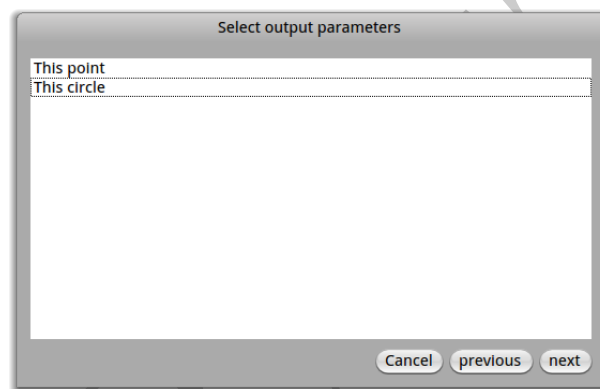 Select output parameters
This point
This circle
Cancel previous next